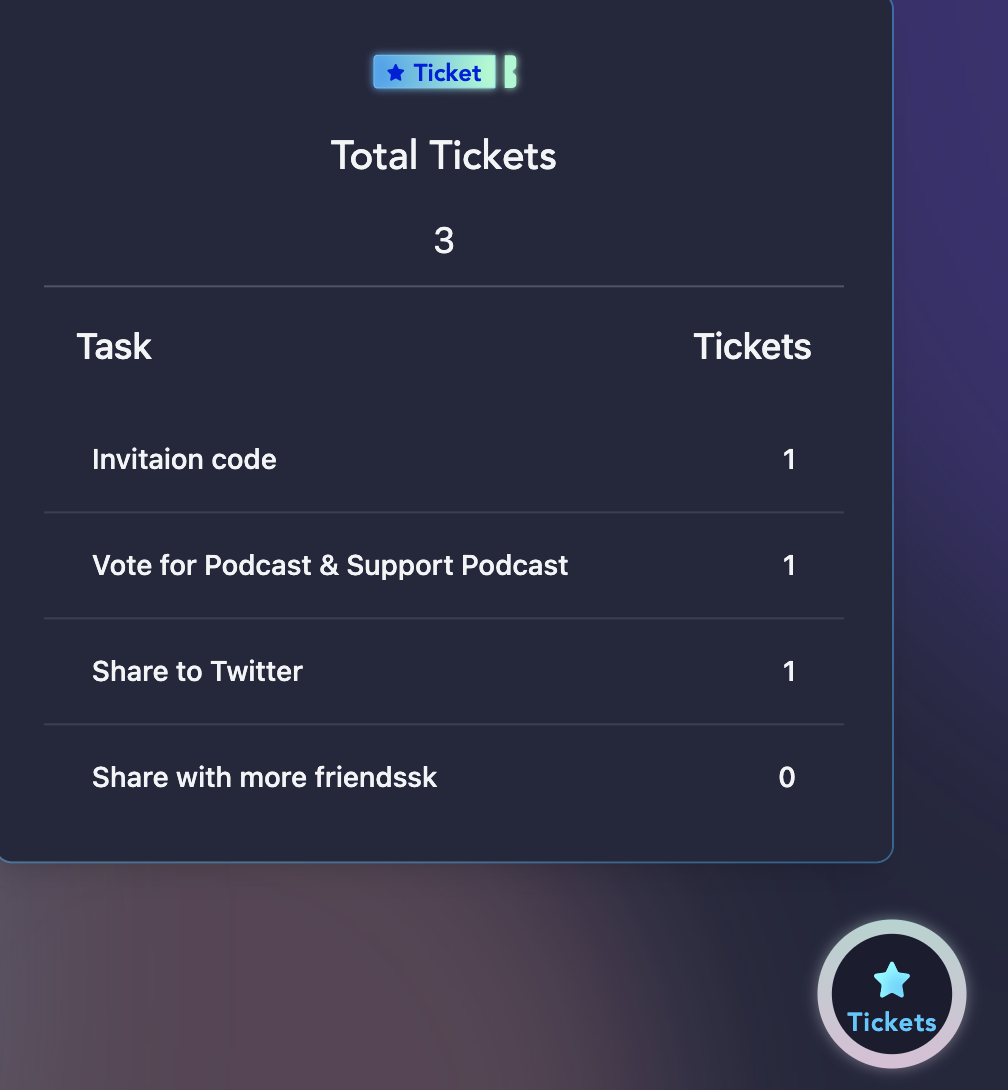 Ticket
Total Tickets
3
Task Tickets
Invitaion code 1
Vote for Podcast & Support Podcast 1
Share to Twitter 1
Share with more friendssk 0
Tickets